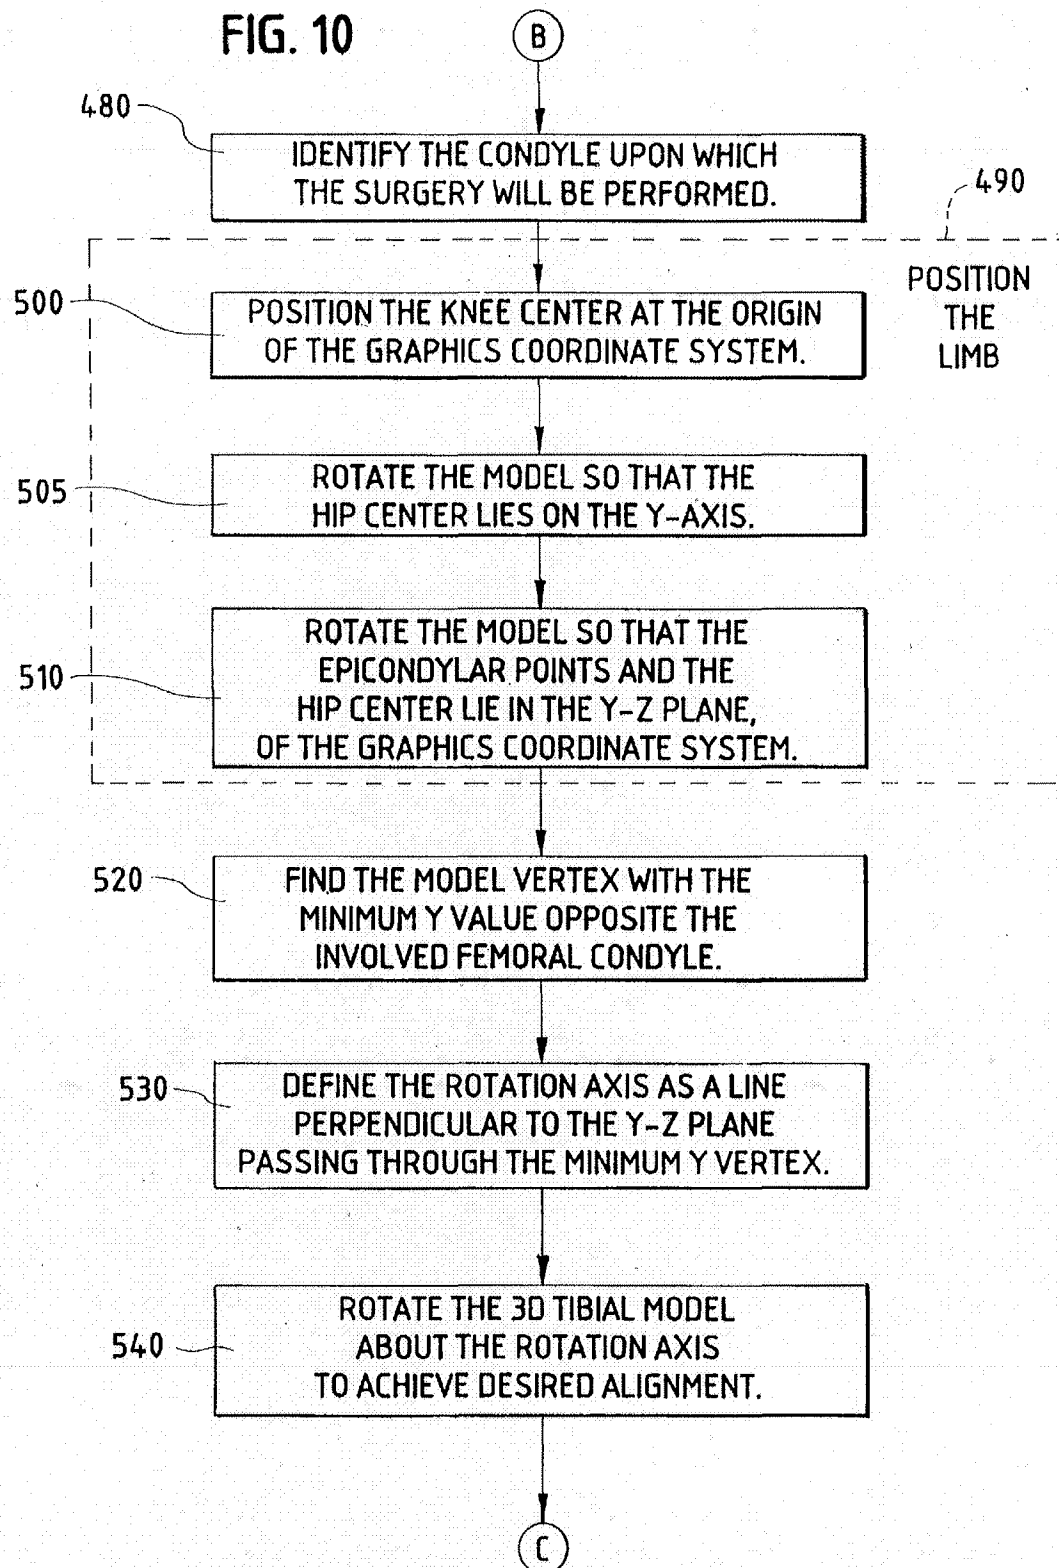 FIG. 10
B
480
IDENTIFY THE CONDYLE UPON WHICH
THE SURGERY WILL BE PERFORMED.
490
POSITION
THE
LIMB
500
POSITION THE KNEE CENTER AT THE ORIGIN
OF THE GRAPHICS COORDINATE SYSTEM.
505
ROTATE THE MODEL SO THAT THE
HIP CENTER LIES ON THE Y-AXIS.
510
ROTATE THE MODEL SO THAT THE
EPICONDYLAR POINTS AND THE
HIP CENTER LIE IN THE Y-Z PLANE,
OF THE GRAPHICS COORDINATE SYSTEM.
520
FIND THE MODEL VERTEX WITH THE
MINIMUM Y VALUE OPPOSITE THE
INVOLVED FEMORAL CONDYLE.
530
DEFINE THE ROTATION AXIS AS A LINE
PERPENDICULAR TO THE Y-Z PLANE
PASSING THROUGH THE MINIMUM Y VERTEX.
540
ROTATE THE 3D TIBIAL MODEL
ABOUT THE ROTATION AXIS
TO ACHIEVE DESIRED ALIGNMENT.
C